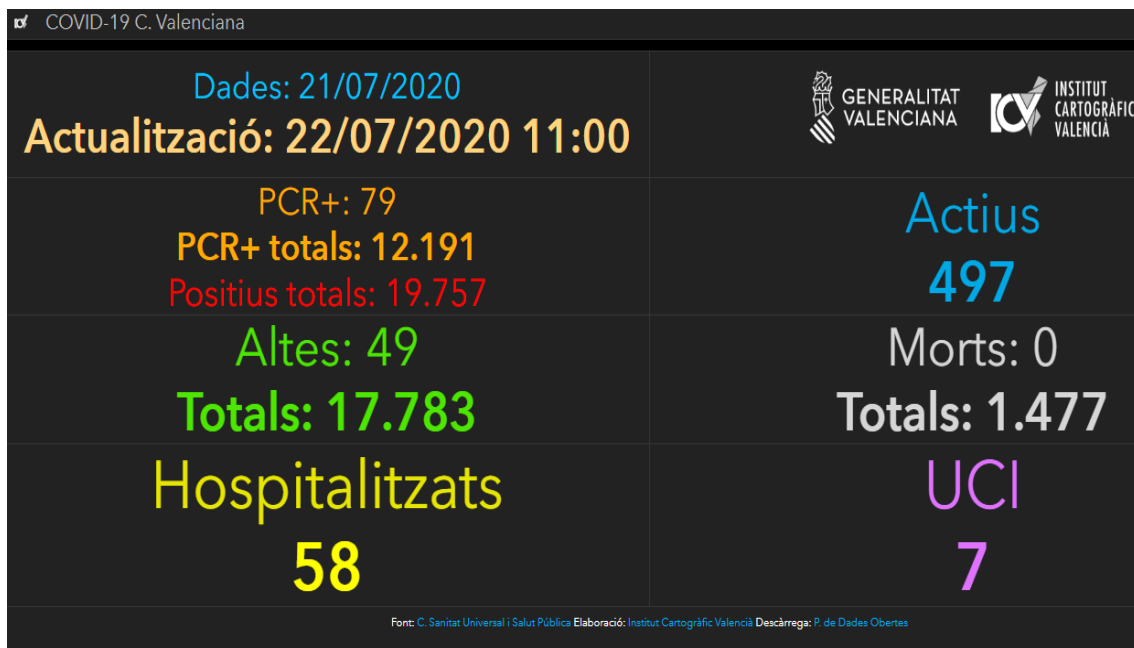 COVID-19 C. Valenciana
Dades: 21/07/2020
Actualització: 22/07/2020 11:00
GENERALITAT
VALENCIANA
INSTITUT
CARTOGRÀFIC
VALENCIÀ
PCR+: 79
PCR+ totals: 12.191
Positius totals: 19.757
Actius
497
Altes: 49
Totals: 17.783
Morts: 0
Totals: 1.477
Hospitalitzats
58
UCI
7
Font: C. Sanitat Universal i Salut Pública Elaboració: Institut Cartogràfic Valencià Descàrrega: P. de Dades Obertes